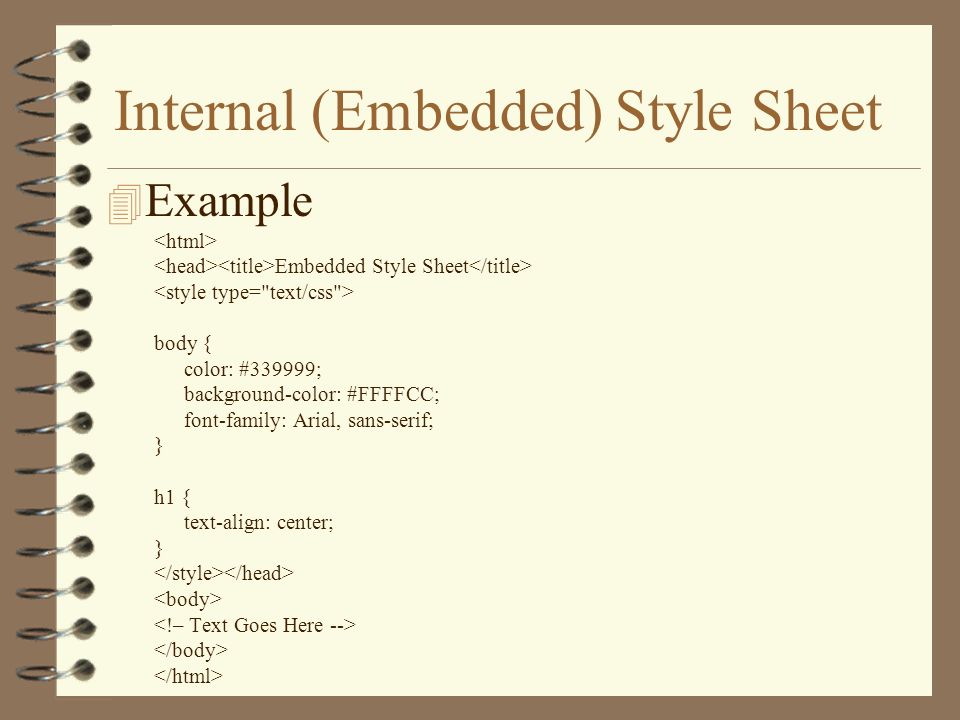 Internal (Embedded) Style Sheet
Example
<html>
<head><title>Embedded Style Sheet</title>
<style type="text/css">
body {
color: #339999;
background-color: #FFFFCC;
font-family: Arial, sans-serif;
}
h1 {
text-align: center;
}
</style></head>
<body>
<!– Text Goes Here -->
</body>
</html>